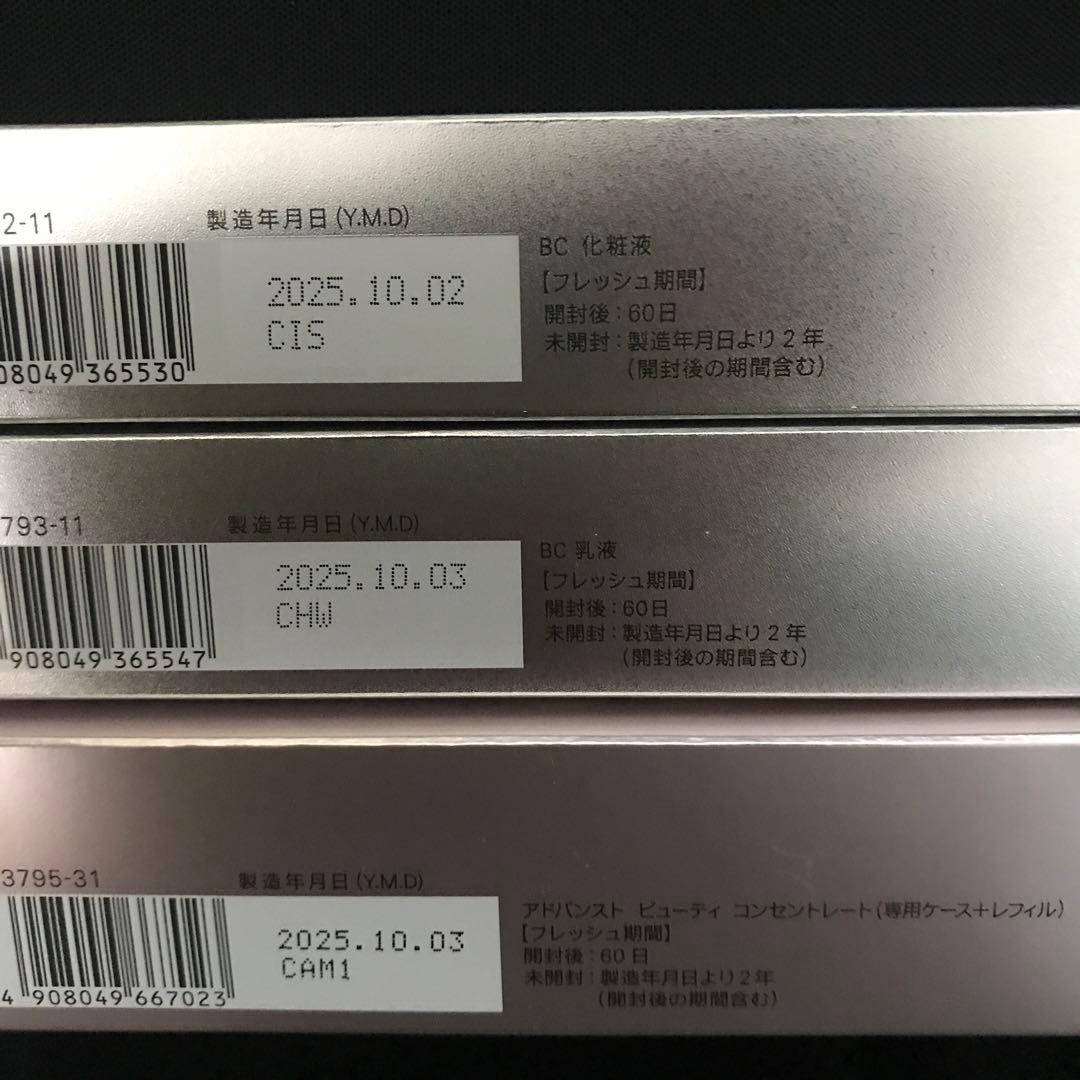 2-11
製造年月日(Y.M.D)
2025.10.02
CIS
08049 365530
BC 化粧液
【フレッシュ期間】
開封後:60日
未開封:製造年月日より2年
(開封後の期間含む)
793-11
製造年月日(Y.M.D)
2025.10.03
CHW
908049 365547
BC 乳液
【フレッシュ期間】
開封後:60日
未開封:製造年月日より2年
(開封後の期間含む)
3795-31
製造年月日(Y.M.D)
2025.10.03
CAM1
4 908049 667023
アドバンスト ビューティ コンセントレート(専用ケース+レフィル)
【フレッシュ期間】
開封後:60日
未開封:製造年月日より2年
(開封後の期間含む)